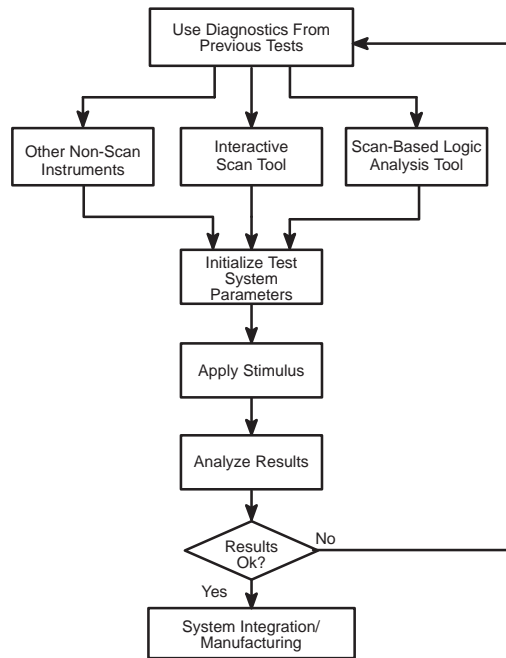 Use Diagnostics From
Previous Tests
Other Non-Scan
Instruments
Interactive
Scan Tool
Scan-Based Logic
Analysis Tool
Initialize Test
System
Parameters
Apply Stimulus
Analyze Results
Results
Ok?
No
Yes
System Integration/
Manufacturing